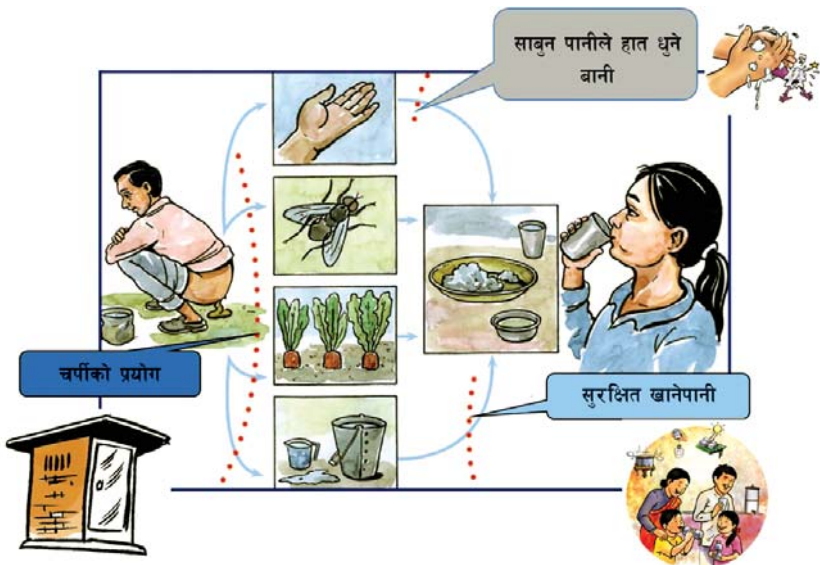 साबुन पानीले हात धुने
बानी
चर्पीको प्रयोग
सुरक्षित खानेपानी